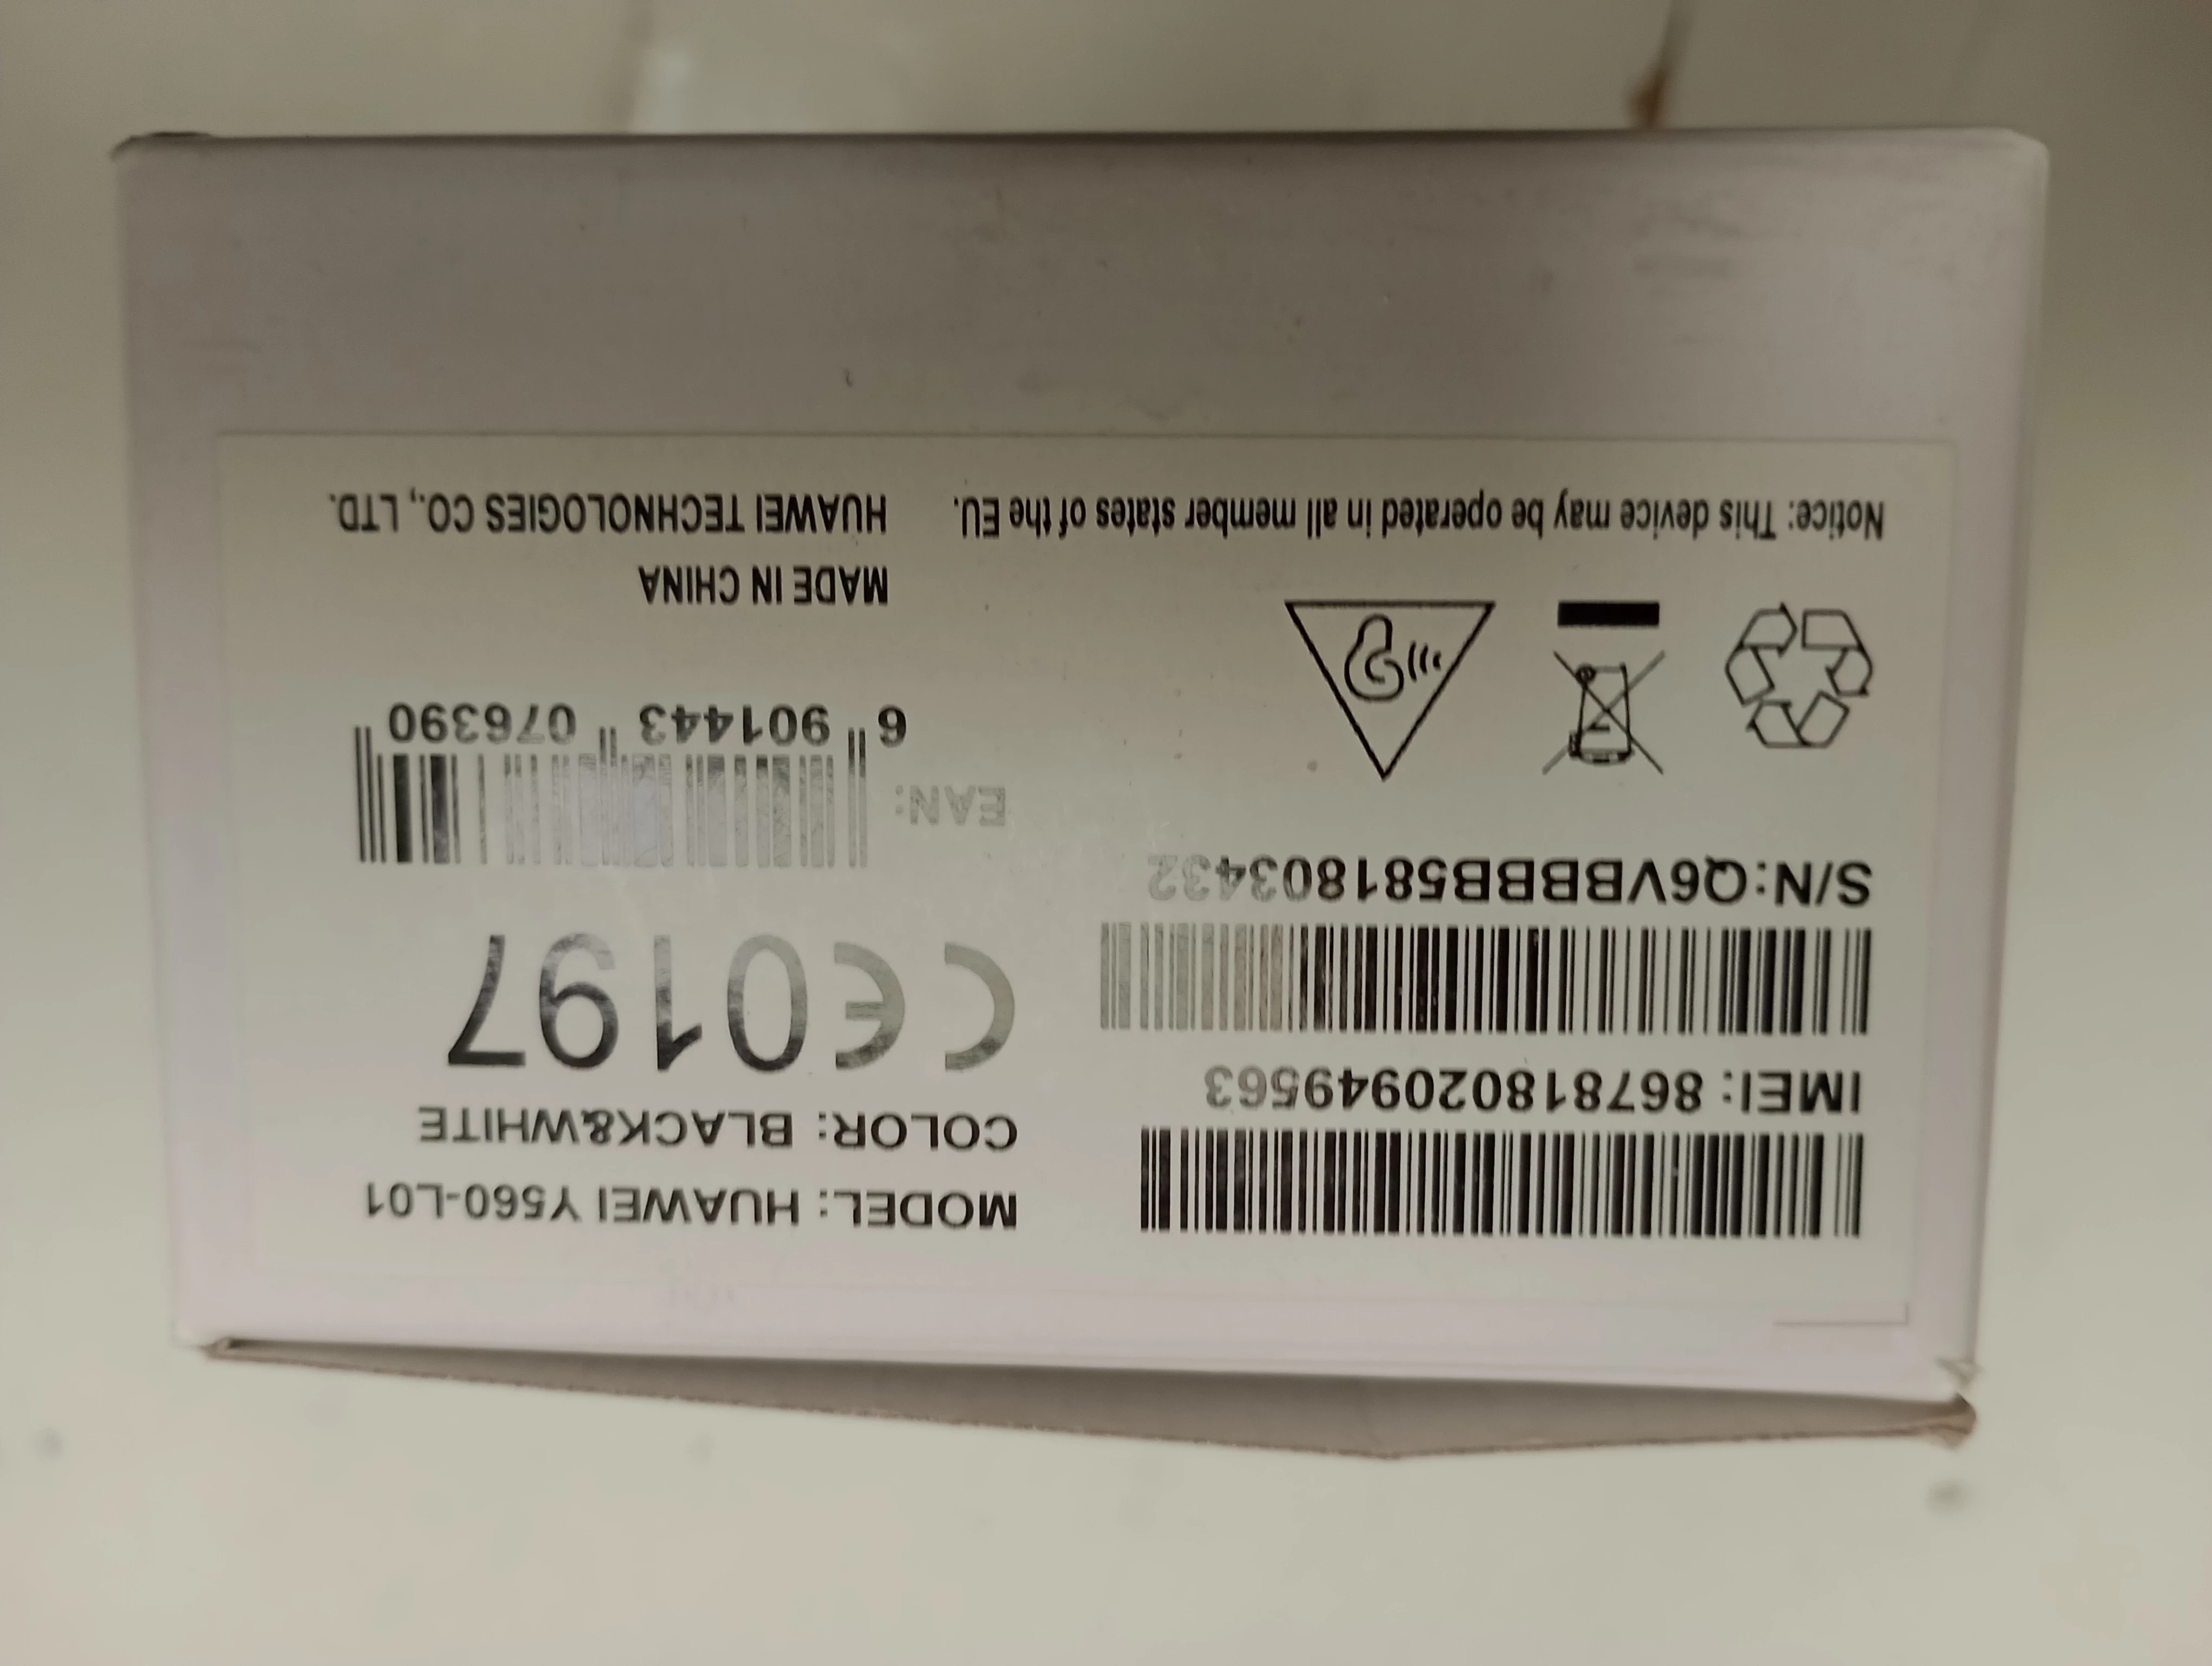 MODEL: HUAWEI Y560-L01
COLOR: BLACK&WHITE
CE0197
EAN:
6 901443 076390
MADE IN CHINA
HUAWEI TECHNOLOGIES CO., LTD.
IMEI: 867818020949563
S/N:Q6VBBBB581803432
Notice: This device may be operated in all member states of the EU.